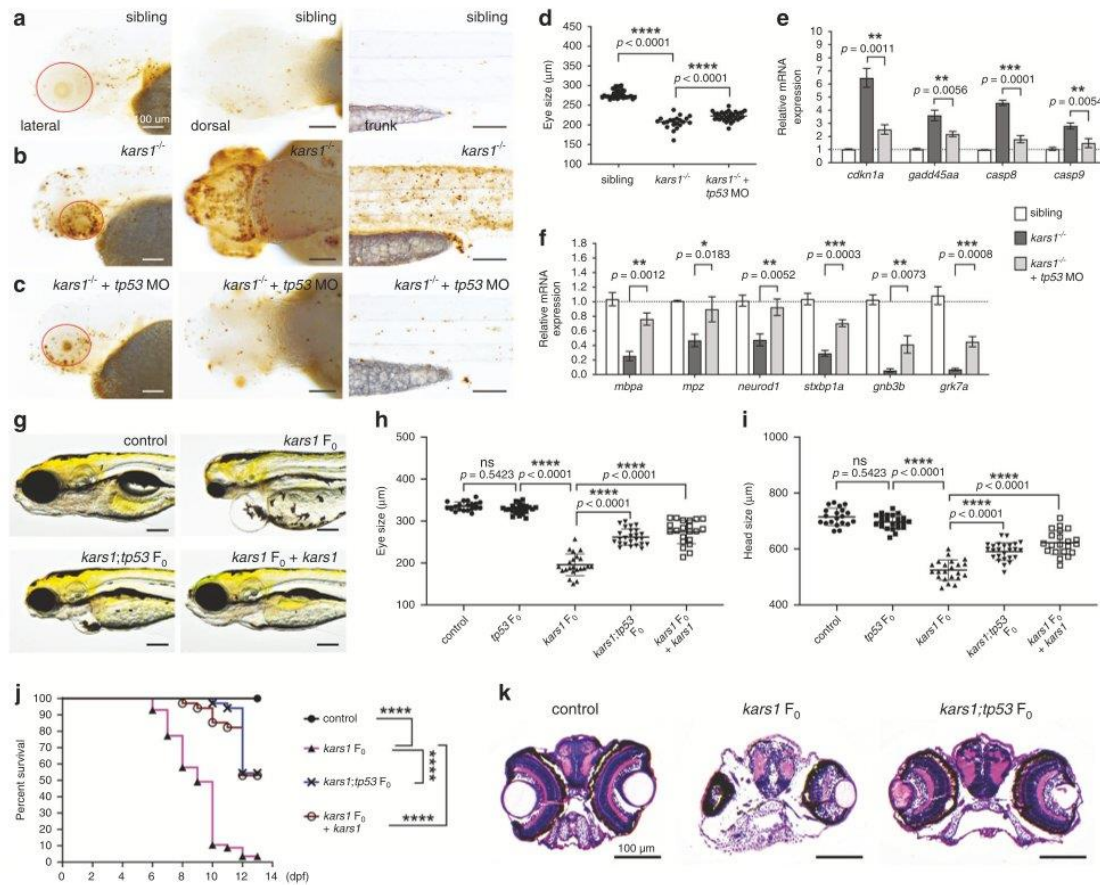 a
sibling
sibling
sibling
lateral
100 um
dorsal
trunk
b
kars1-/-
kars1-/-
kars1-/-
c
kars1-/- + tp53 MO
kars1-/- + tp53 MO
kars1-/- + tp53 MO
d
Eye size (μm)
450
400
350
300
250
200
150
100
****
p < 0.0001
****
p < 0.0001
sibling
kars1-/-
kars1-/- +
tp53 MO
e
Relative mRNA
expression
10
9
8
7
6
5
4
3
2
1
0
**
p = 0.0011
**
p = 0.0056
***
p = 0.0001
**
p = 0.0054
cdkn1a
gadd45aa
casp8
casp9
sibling
kars1-/-
kars1-/-
+ tp53 MO
f
Relative mRNA
expression
1.8
1.6
1.4
1.2
1.0
0.8
0.6
0.4
0.2
0.0
**
p = 0.0012
*
p = 0.0183
**
p = 0.0052
***
p = 0.0003
**
p = 0.0073
***
p = 0.0008
mbpa
mpz
neurod1
stxbp1a
gnb3b
grk7a
g
control
kars1 F0
kars1;tp53 F0
kars1 F0 + kars1
h
Eye size (μm)
500
400
300
200
100
ns
p = 0.5423
****
p < 0.0001
****
p < 0.0001
****
p < 0.0001
control
tp53 F0
kars1 F0
kars1;tp53
F0
kars1 F0
+ kars1
i
Head size (μm)
1000
800
600
400
ns
p = 0.5423
****
p < 0.0001
****
p < 0.0001
****
p < 0.0001
control
tp53 F0
kars1 F0
kars1;tp53
F0
kars1 F0
+ kars1
j
Percent survival
100
90
80
70
60
50
40
30
20
10
0
0 2 4 6 8 10 12 14 (dpf)
control
kars1 F0
kars1;tp53 F0
kars1 F0
+ kars1
****
****
****
k
control
kars1 F0
kars1;tp53 F0
100 μm